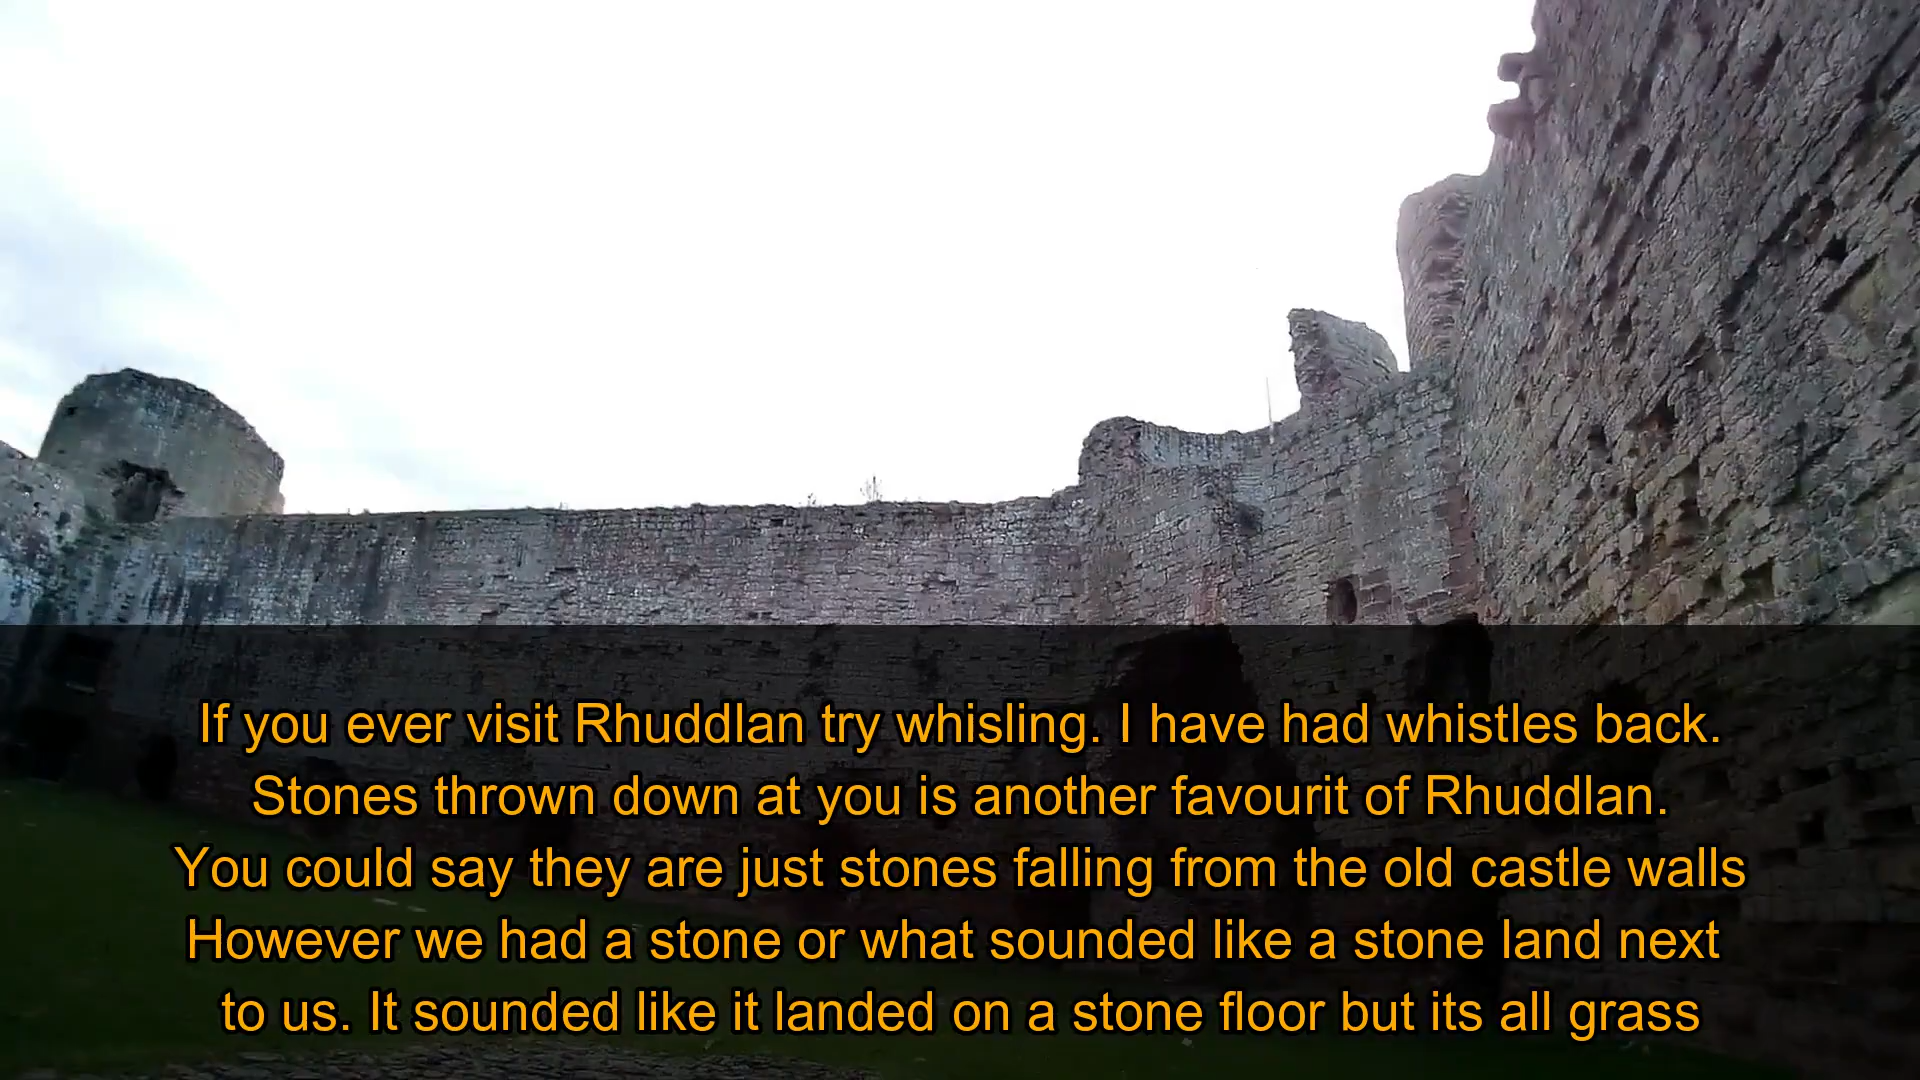 If you ever visit Rhuddlan try whisling. I have had whistles back.
Stones thrown down at you is another favourit of Rhuddlan.
You could say they are just stones falling from the old castle walls
However we had a stone or what sounded like a stone land next
to us. It sounded like it landed on a stone floor but its all grass